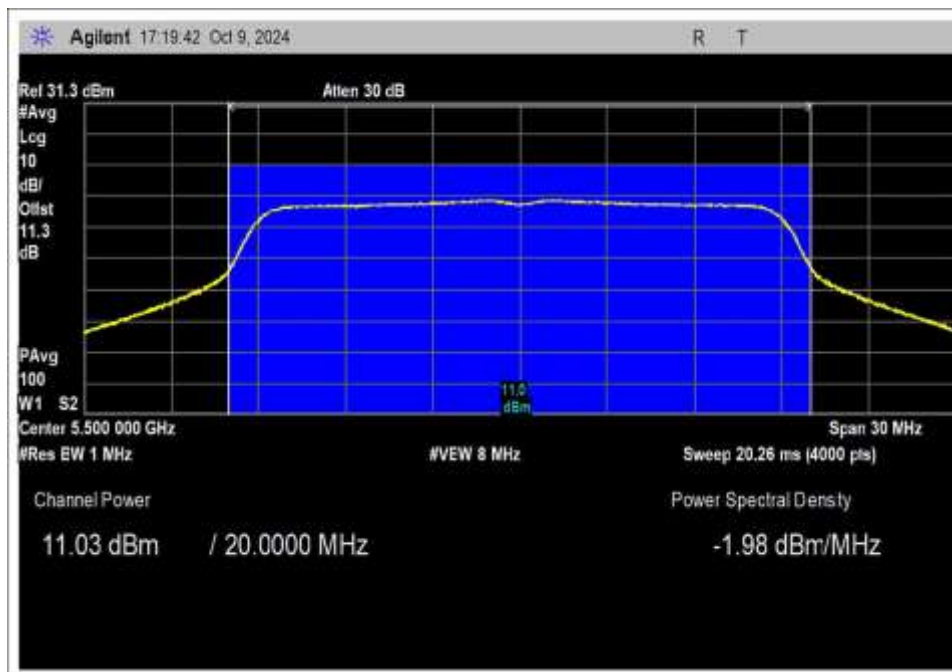 Agilent 17:19:42 Oct 9, 2024 R T
Ref 31.3 dBm Atten 30 dB
#Avg
Log
10
dB/
Offst
11.3
dB
11.0
dBm
PAvg
100
W1 S2
Center 5.500 000 GHz Span 30 MHz
#Res BW 1 MHz #VBW 8 MHz Sweep 20.26 ms (4000 pts)
Channel Power Power Spectral Density
11.03 dBm / 20.0000 MHz -1.98 dBm/MHz